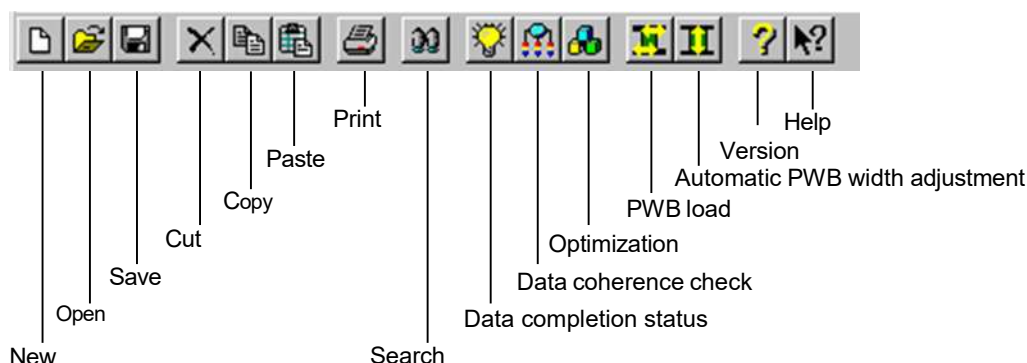 Print
Help
Version
Paste
Automatic PWB width adjustment
Copy
PWB load
Cut
Optimization
Save
Data coherence check
Open
Data completion status
New
Search